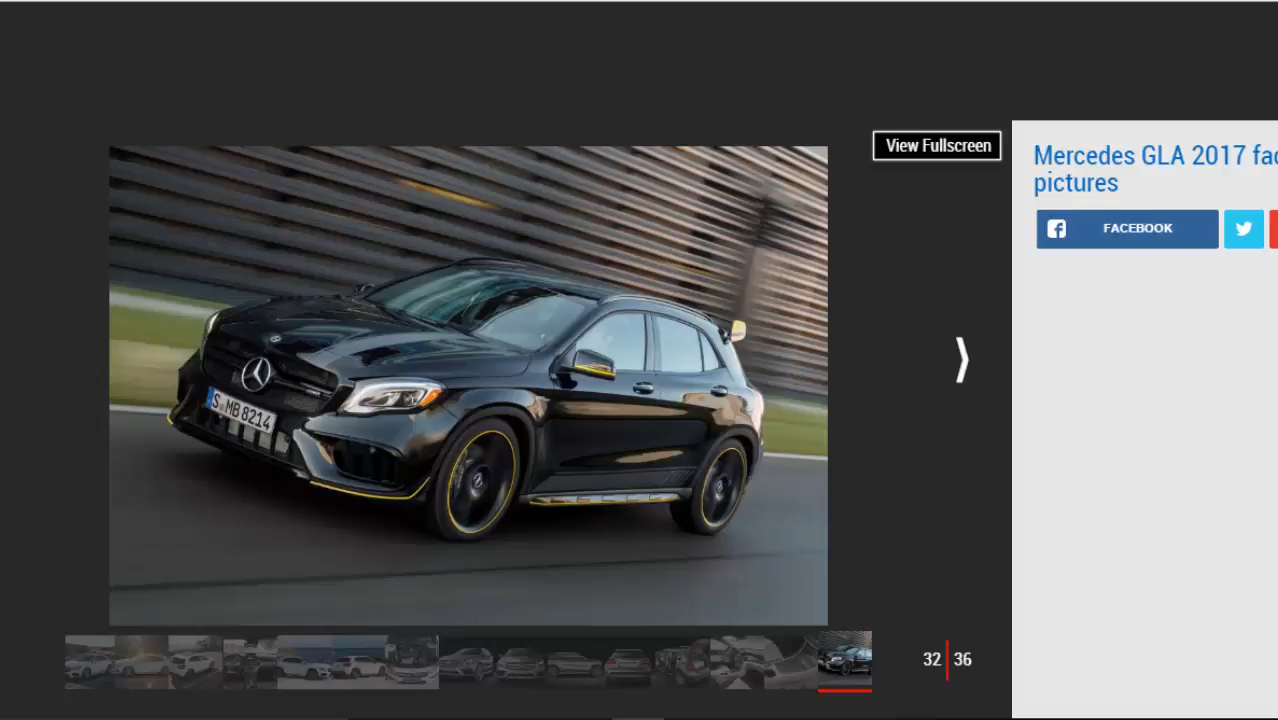 View Fullscreen
Mercedes GLA 2017 fac
pictures
FACEBOOK
S MB 8214
32 36